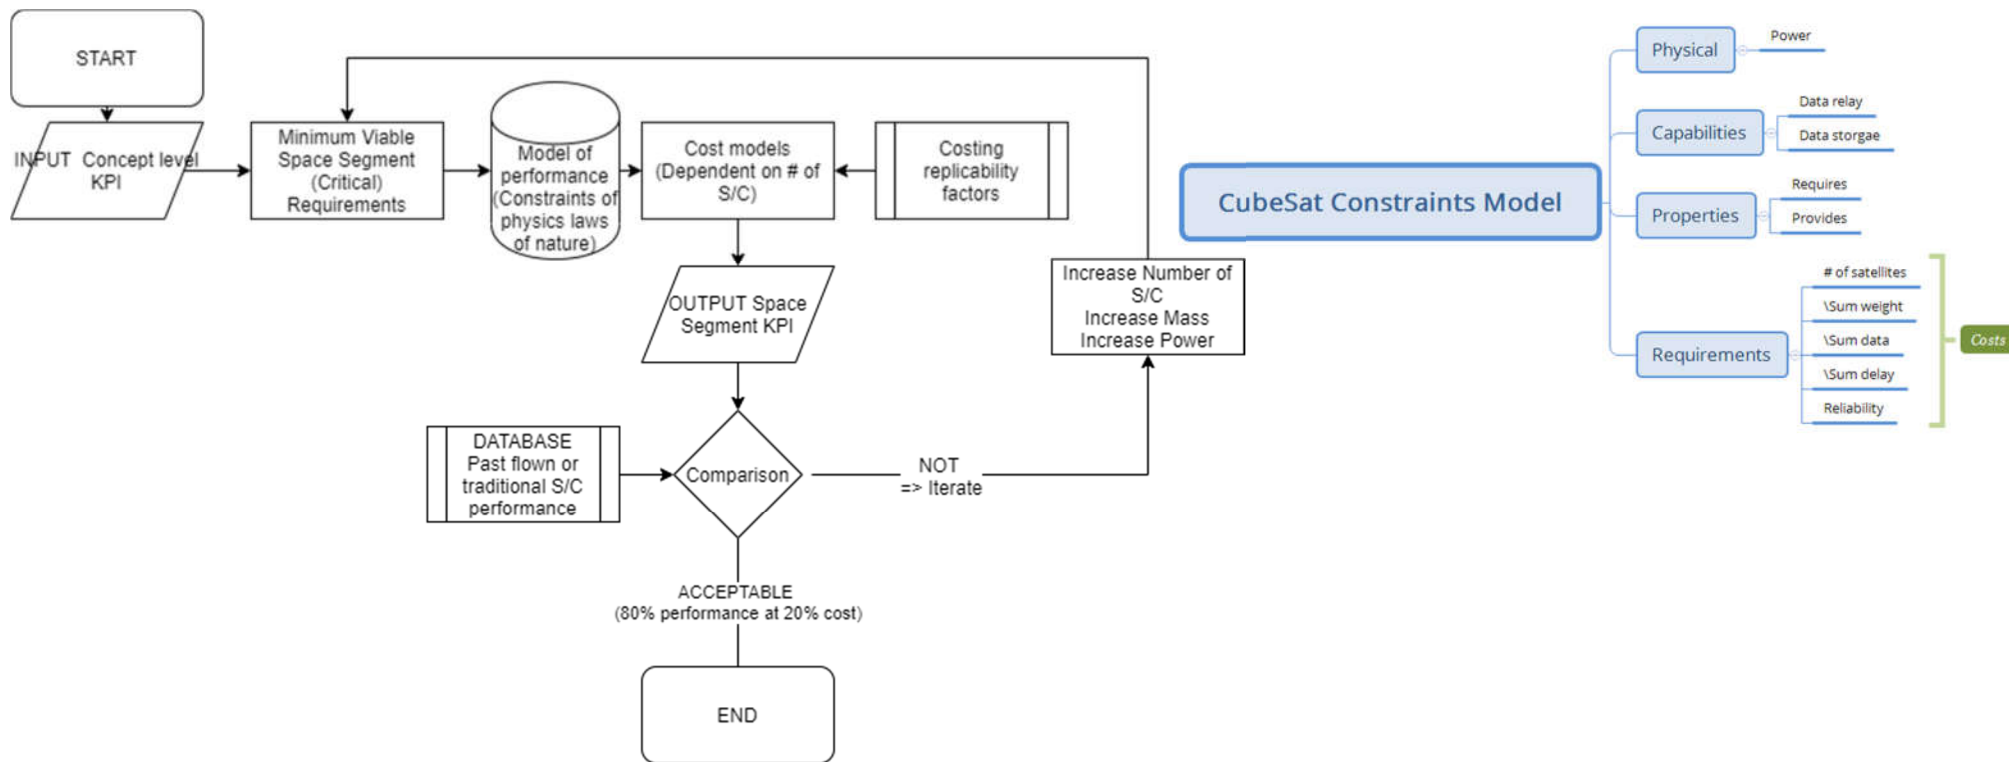 START
INPUT Concept level
KPI
Minimum Viable
Space Segment
(Critical)
Requirements
Model of
performance
(Constraints of
physics laws
of nature)
Cost models
(Dependent on # of
S/C)
Costing
replicability
factors
OUTPUT Space
Segment KPI
Increase Number of
S/C
Increase Mass
Increase Power
DATABASE
Past flown or
traditional S/C
performance
Comparison
NOT
=> Iterate
ACCEPTABLE
(80% performance at 20% cost)
END
CubeSat Constraints Model
Physical
Power
Capabilities
Data relay
Data storgae
Properties
Requires
Provides
Requirements
# of satellites
\Sum weight
\Sum data
\Sum delay
Reliability
Costs